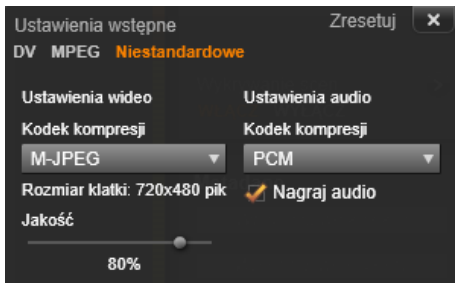 Ustawienia wstępne Zresetuj
DV MPEG Niestandardowe
Ustawienia wideo
Kodek kompresji
M-JPEG
Rozmiar klatki: 720x480 pik
Jakość
80%
Ustawienia audio
Kodek kompresji
PCM
Nagraj audio